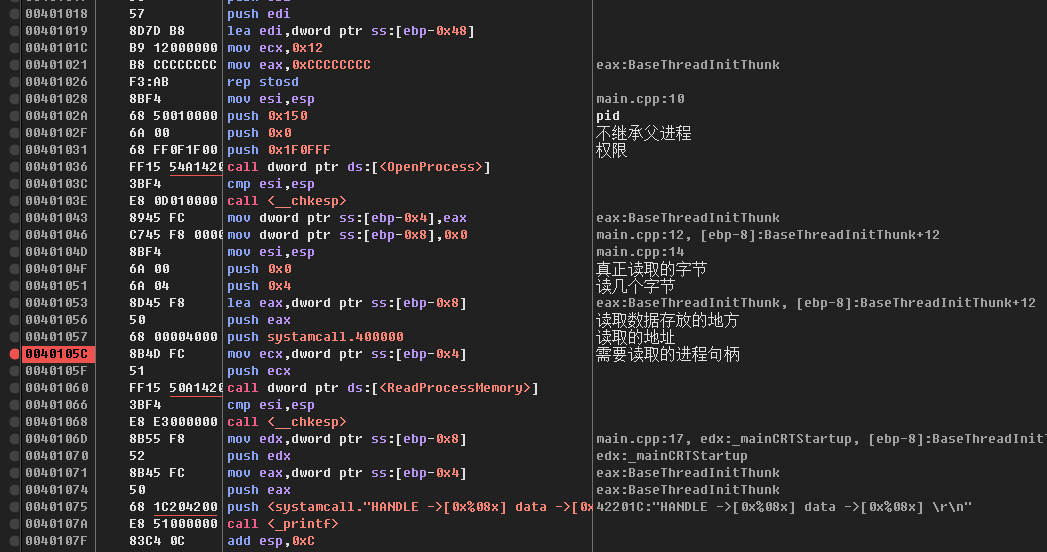 00401018 57 push edi
00401019 8D7D B8 lea edi,dword ptr ss:[ebp-0x48]
0040101C B9 12000000 mov ecx,0x12
00401021 B8 CCCCCCCC mov eax,0xCCCCCCCC eax:BaseThreadInitThunk
00401026 F3:AB rep stosd
00401028 8BF4 mov esi,esp main.cpp:10
0040102A 68 50010000 push 0x150 pid
0040102F 6A 00 push 0x0 不继承父进程
00401031 68 FF0F1F00 push 0x1F0FFF 权限
00401036 FF15 54A1420 call dword ptr ds:[<OpenProcess>]
0040103C 3BF4 cmp esi,esp
0040103E E8 0D010000 call <__chkesp>
00401043 8945 FC mov dword ptr ss:[ebp-0x4],eax eax:BaseThreadInitThunk
00401046 C745 F8 0000 mov dword ptr ss:[ebp-0x8],0x0 main.cpp:12, [ebp-8]:BaseThreadInitThunk+12
0040104D 8BF4 mov esi,esp main.cpp:14
0040104F 6A 00 push 0x0 真正读取的字节
00401051 6A 04 push 0x4 读几个字节
00401053 8D45 F8 lea eax,dword ptr ss:[ebp-0x8] eax:BaseThreadInitThunk, [ebp-8]:BaseThreadInitThunk+12
00401056 50 push eax 读取数据存放的地方
00401057 68 00004000 push systamcall.400000 读取的地址
0040105C 8B4D FC mov ecx,dword ptr ss:[ebp-0x4] 需要读取的进程句柄
0040105F 51 push ecx
00401060 FF15 50A1420 call dword ptr ds:[<ReadProcessMemory>]
00401066 3BF4 cmp esi,esp
00401068 E8 E3000000 call <__chkesp>
0040106D 8B55 F8 mov edx,dword ptr ss:[ebp-0x8] main.cpp:17, edx:_mainCRTStartup, [ebp-8]:BaseThreadInitT
00401070 52 push edx edx:_mainCRTStartup
00401071 8B45 FC mov eax,dword ptr ss:[ebp-0x4] eax:BaseThreadInitThunk
00401074 50 push eax eax:BaseThreadInitThunk
00401075 68 1C204200 push <systamcall."HANDLE ->[0x%08x] data ->[0x 42201C:"HANDLE ->[0x%08x] data ->[0x%08x] \r\n"
0040107A E8 51000000 call <_printf>
0040107F 83C4 0C add esp,0xC